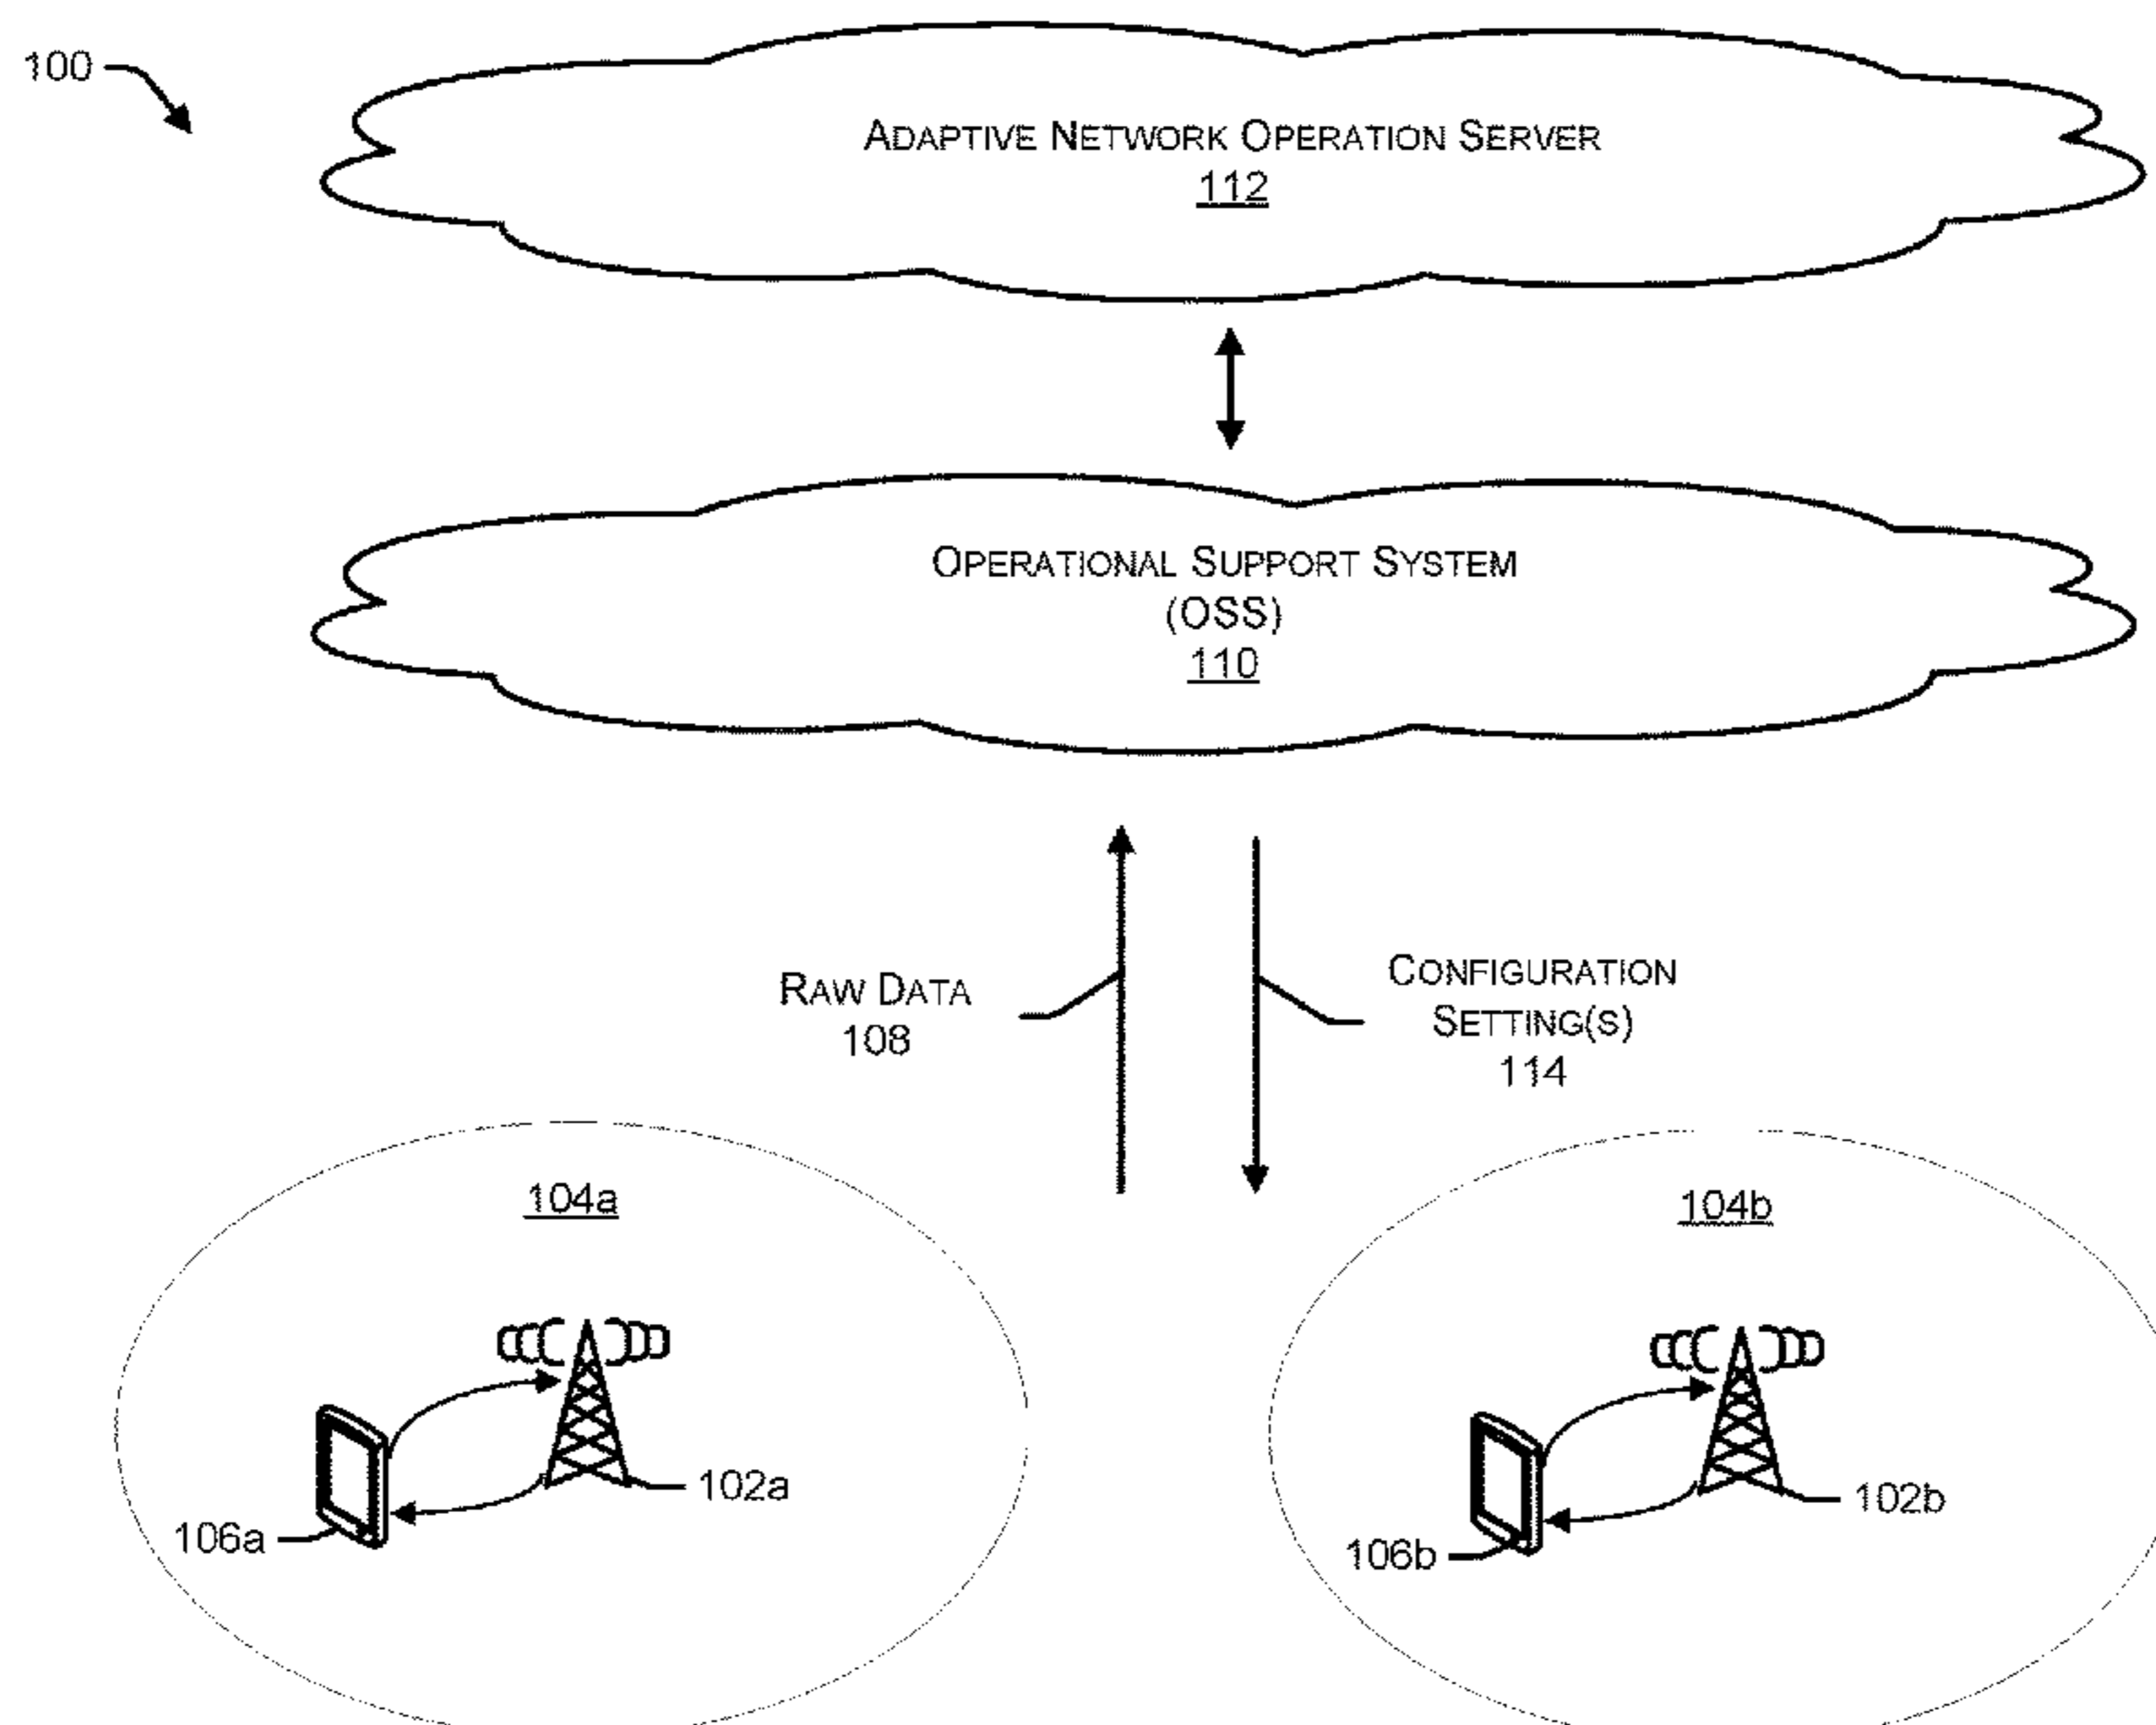 100
ADAPTIVE NETWORK OPERATION SERVER
112
OPERATIONAL SUPPORT SYSTEM
(OSS)
110
RAW DATA
108
CONFIGURATION
SETTING(S)
114
104a
104b
102a
106a
102b
106b